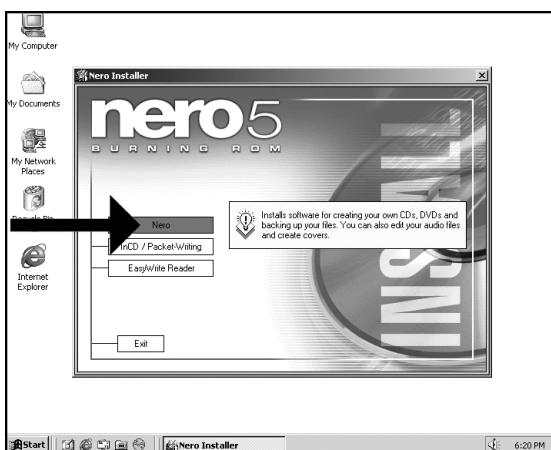 My Computer
My Documents
My Network
Places
Internet
Explorer
Nero Installer
nero5
BURNING ROM
INSTALL
Nero
InCD / Packet-Writing
EasyWrite Reader
Exit
Installs software for creating your own CDs, DVDs and
backing up your files. You can also edit your audio files
and create covers.
Start
Nero Installer
6:20 PM